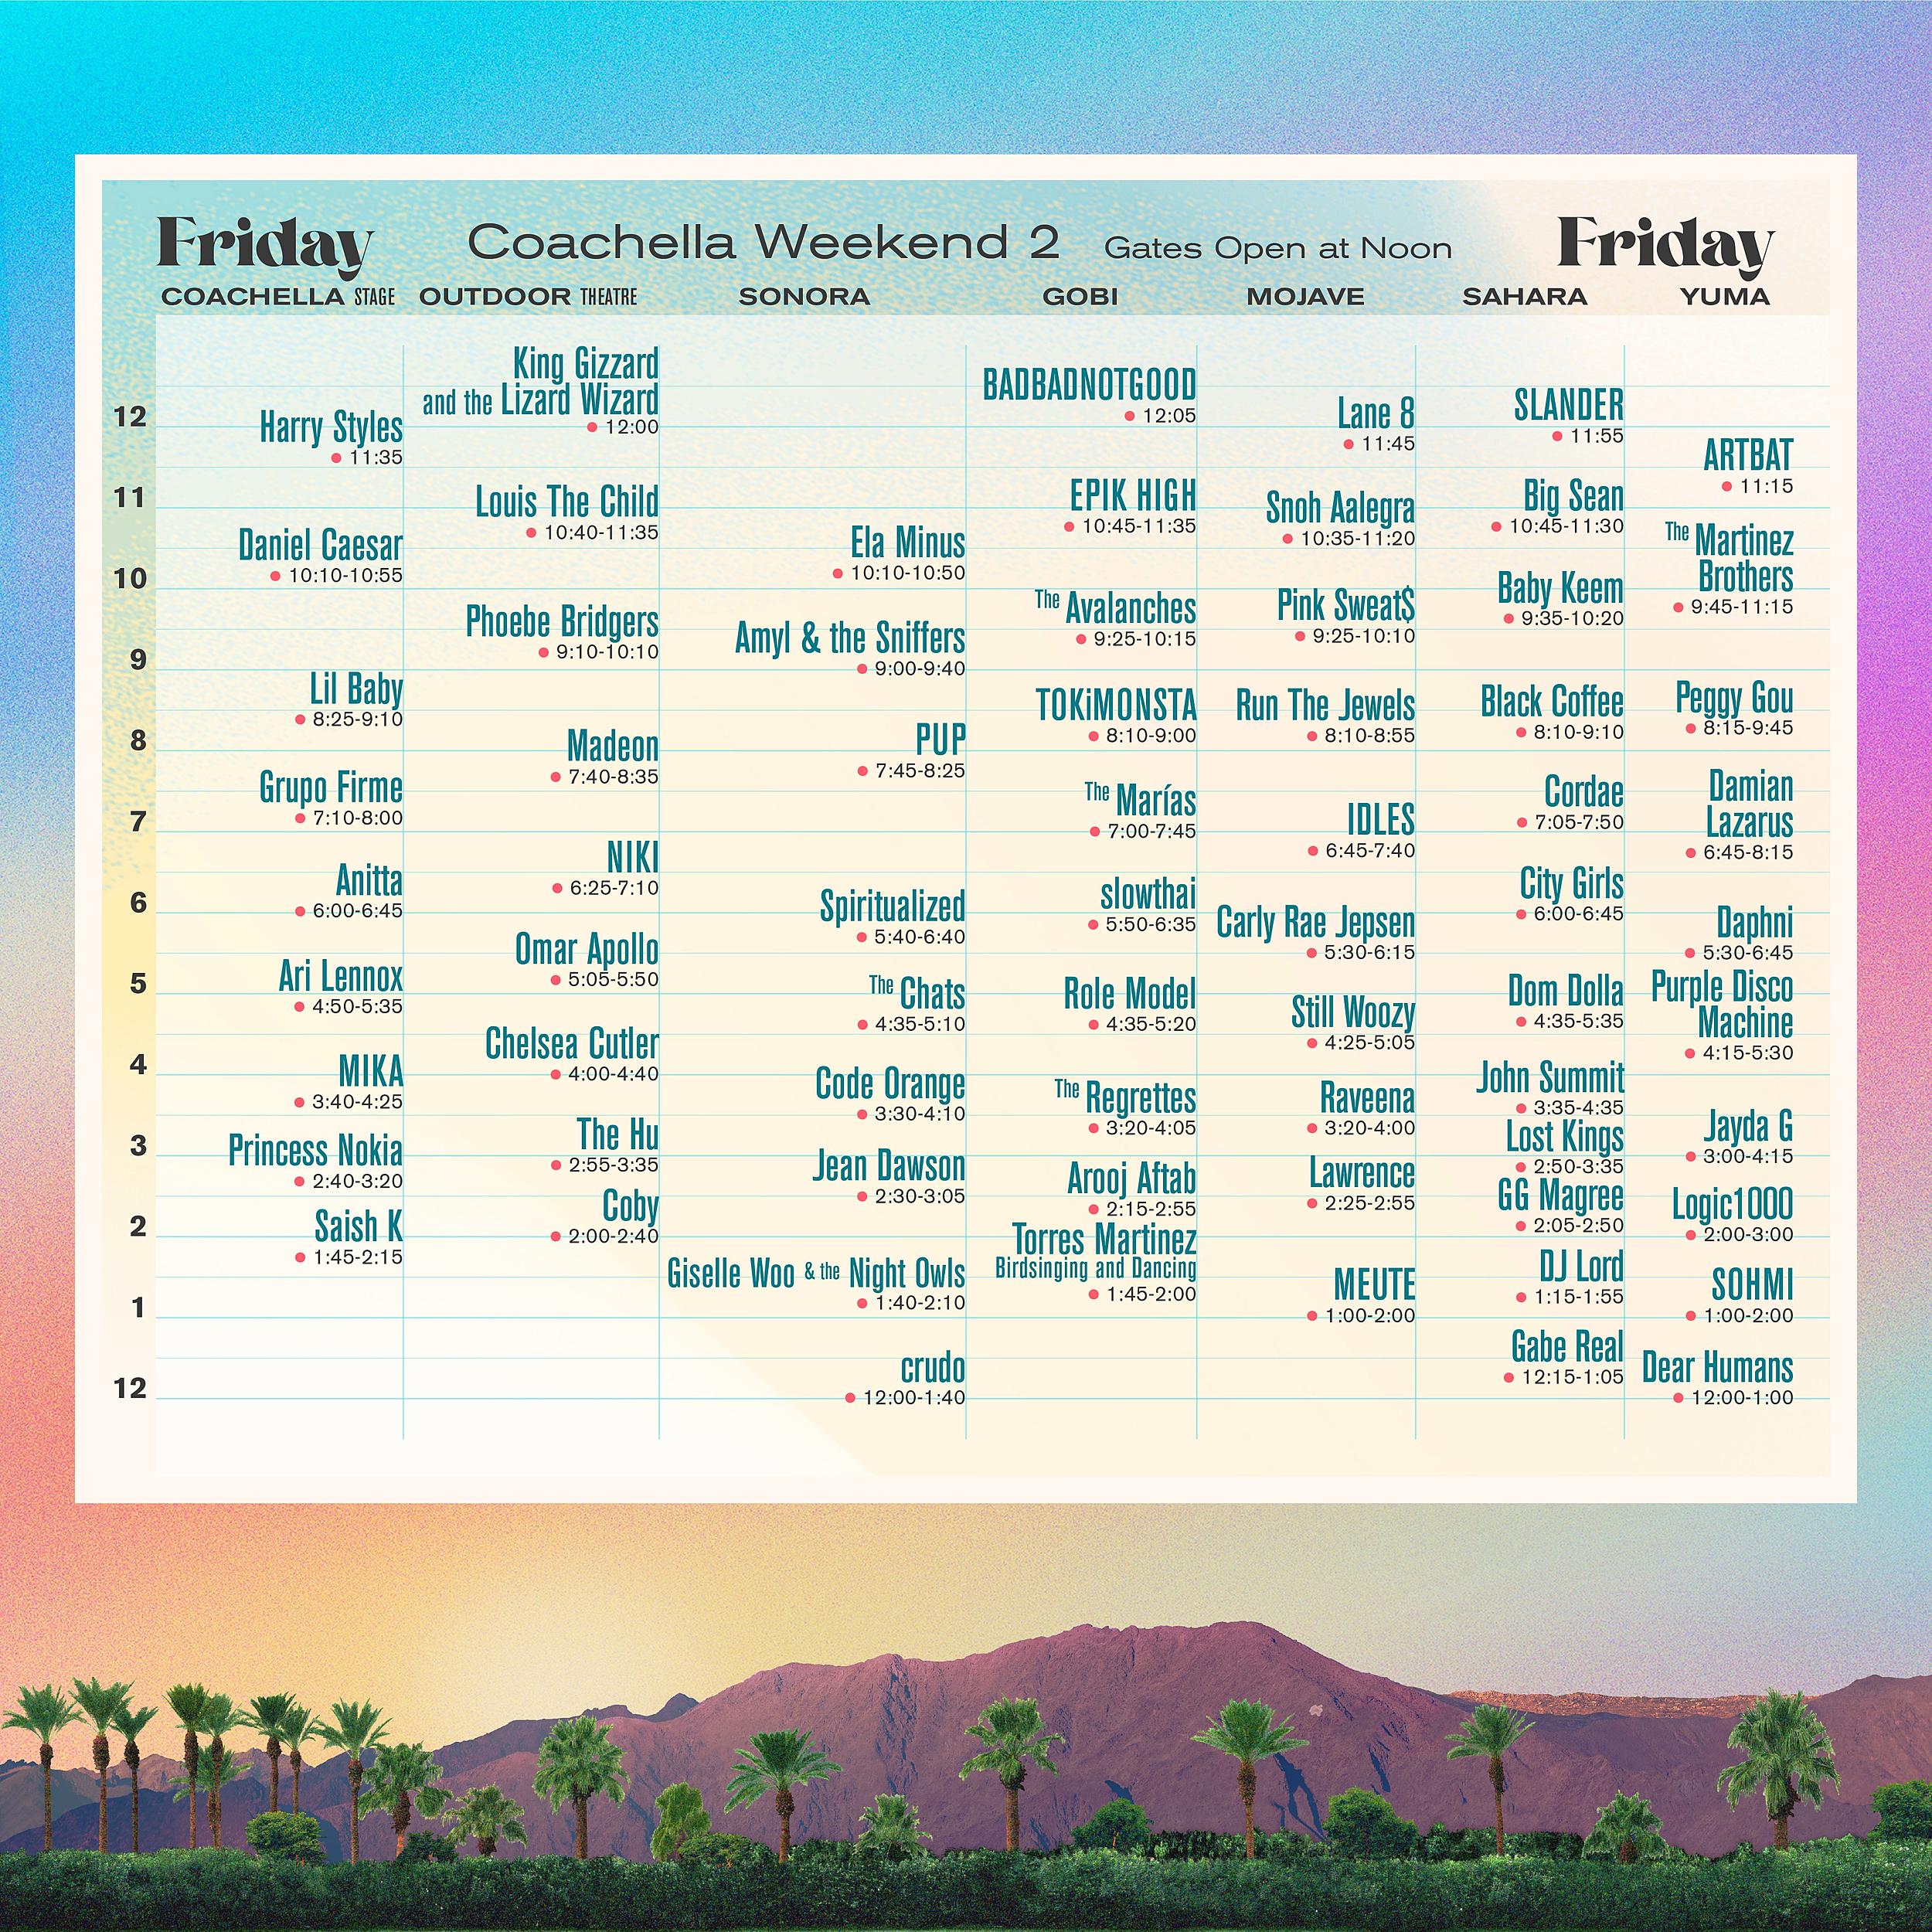 Friday Coachella Weekend 2 Gates Open at Noon Friday
COACHELLA STAGE OUTDOOR THEATRE SONORA GOBI MOJAVE SAHARA YUMA
12
11
10
9
8
7
6
5
4
3
2
1
12
Harry Styles
11:35
Daniel Caesar
10:10-10:55
Lil Baby
8:25-9:10
Grupo Firme
7:10-8:00
Anitta
6:00-6:45
Ari Lennox
4:50-5:35
MIKA
3:40-4:25
Princess Nokia
2:40-3:20
Saish K
1:45-2:15
King Gizzard
and the Lizard Wizard
12:00
Louis The Child
10:40-11:35
Phoebe Bridgers
9:10-10:10
Madeon
7:40-8:35
NIKI
6:25-7:10
Omar Apollo
5:05-5:50
Chelsea Cutler
4:00-4:40
The Hu
2:55-3:35
Coby
2:00-2:40
Ela Minus
10:10-10:50
Amyl & the Sniffers
9:00-9:40
PUP
7:45-8:25
Spiritualized
5:40-6:40
The Chats
4:35-5:10
Code Orange
3:30-4:10
Jean Dawson
2:30-3:05
Giselle Woo & the Night Owls
1:40-2:10
crudo
12:00-1:40
BADBADNOTGOOD
12:05
EPIK HIGH
10:45-11:35
The Avalanches
9:25-10:15
TOKiMONSTA
8:10-9:00
The Marías
7:00-7:45
slowthai
5:50-6:35
Role Model
4:35-5:20
The Regrettes
3:20-4:05
Arooj Aftab
2:15-2:55
Torres Martinez
Birdsinging and Dancing
1:45-2:00
Lane 8
11:45
Snoh Aalegra
10:35-11:20
Pink Sweat$
9:25-10:10
Run The Jewels
8:10-8:55
IDLES
6:45-7:40
Carly Rae Jepsen
5:30-6:15
Still Woozy
4:25-5:05
Raveena
3:20-4:00
Lawrence
2:25-2:55
MEUTE
1:00-2:00
SLANDER
11:55
Big Sean
10:45-11:30
Baby Keem
9:35-10:20
Black Coffee
8:10-9:10
Cordae
7:05-7:50
City Girls
6:00-6:45
Dom Dolla
4:35-5:35
John Summit
3:35-4:35
Lost Kings
2:50-3:35
GG Magree
2:05-2:50
DJ Lord
1:15-1:55
Gabe Real
12:15-1:05
ARTBAT
11:15
The Martinez
Brothers
9:45-11:15
Peggy Gou
8:15-9:45
Damian
Lazarus
6:45-8:15
Daphni
5:30-6:45
Purple Disco
Machine
4:15-5:30
Jayda G
3:00-4:15
Logic1000
2:00-3:00
SOHMI
1:00-2:00
Dear Humans
12:00-1:00